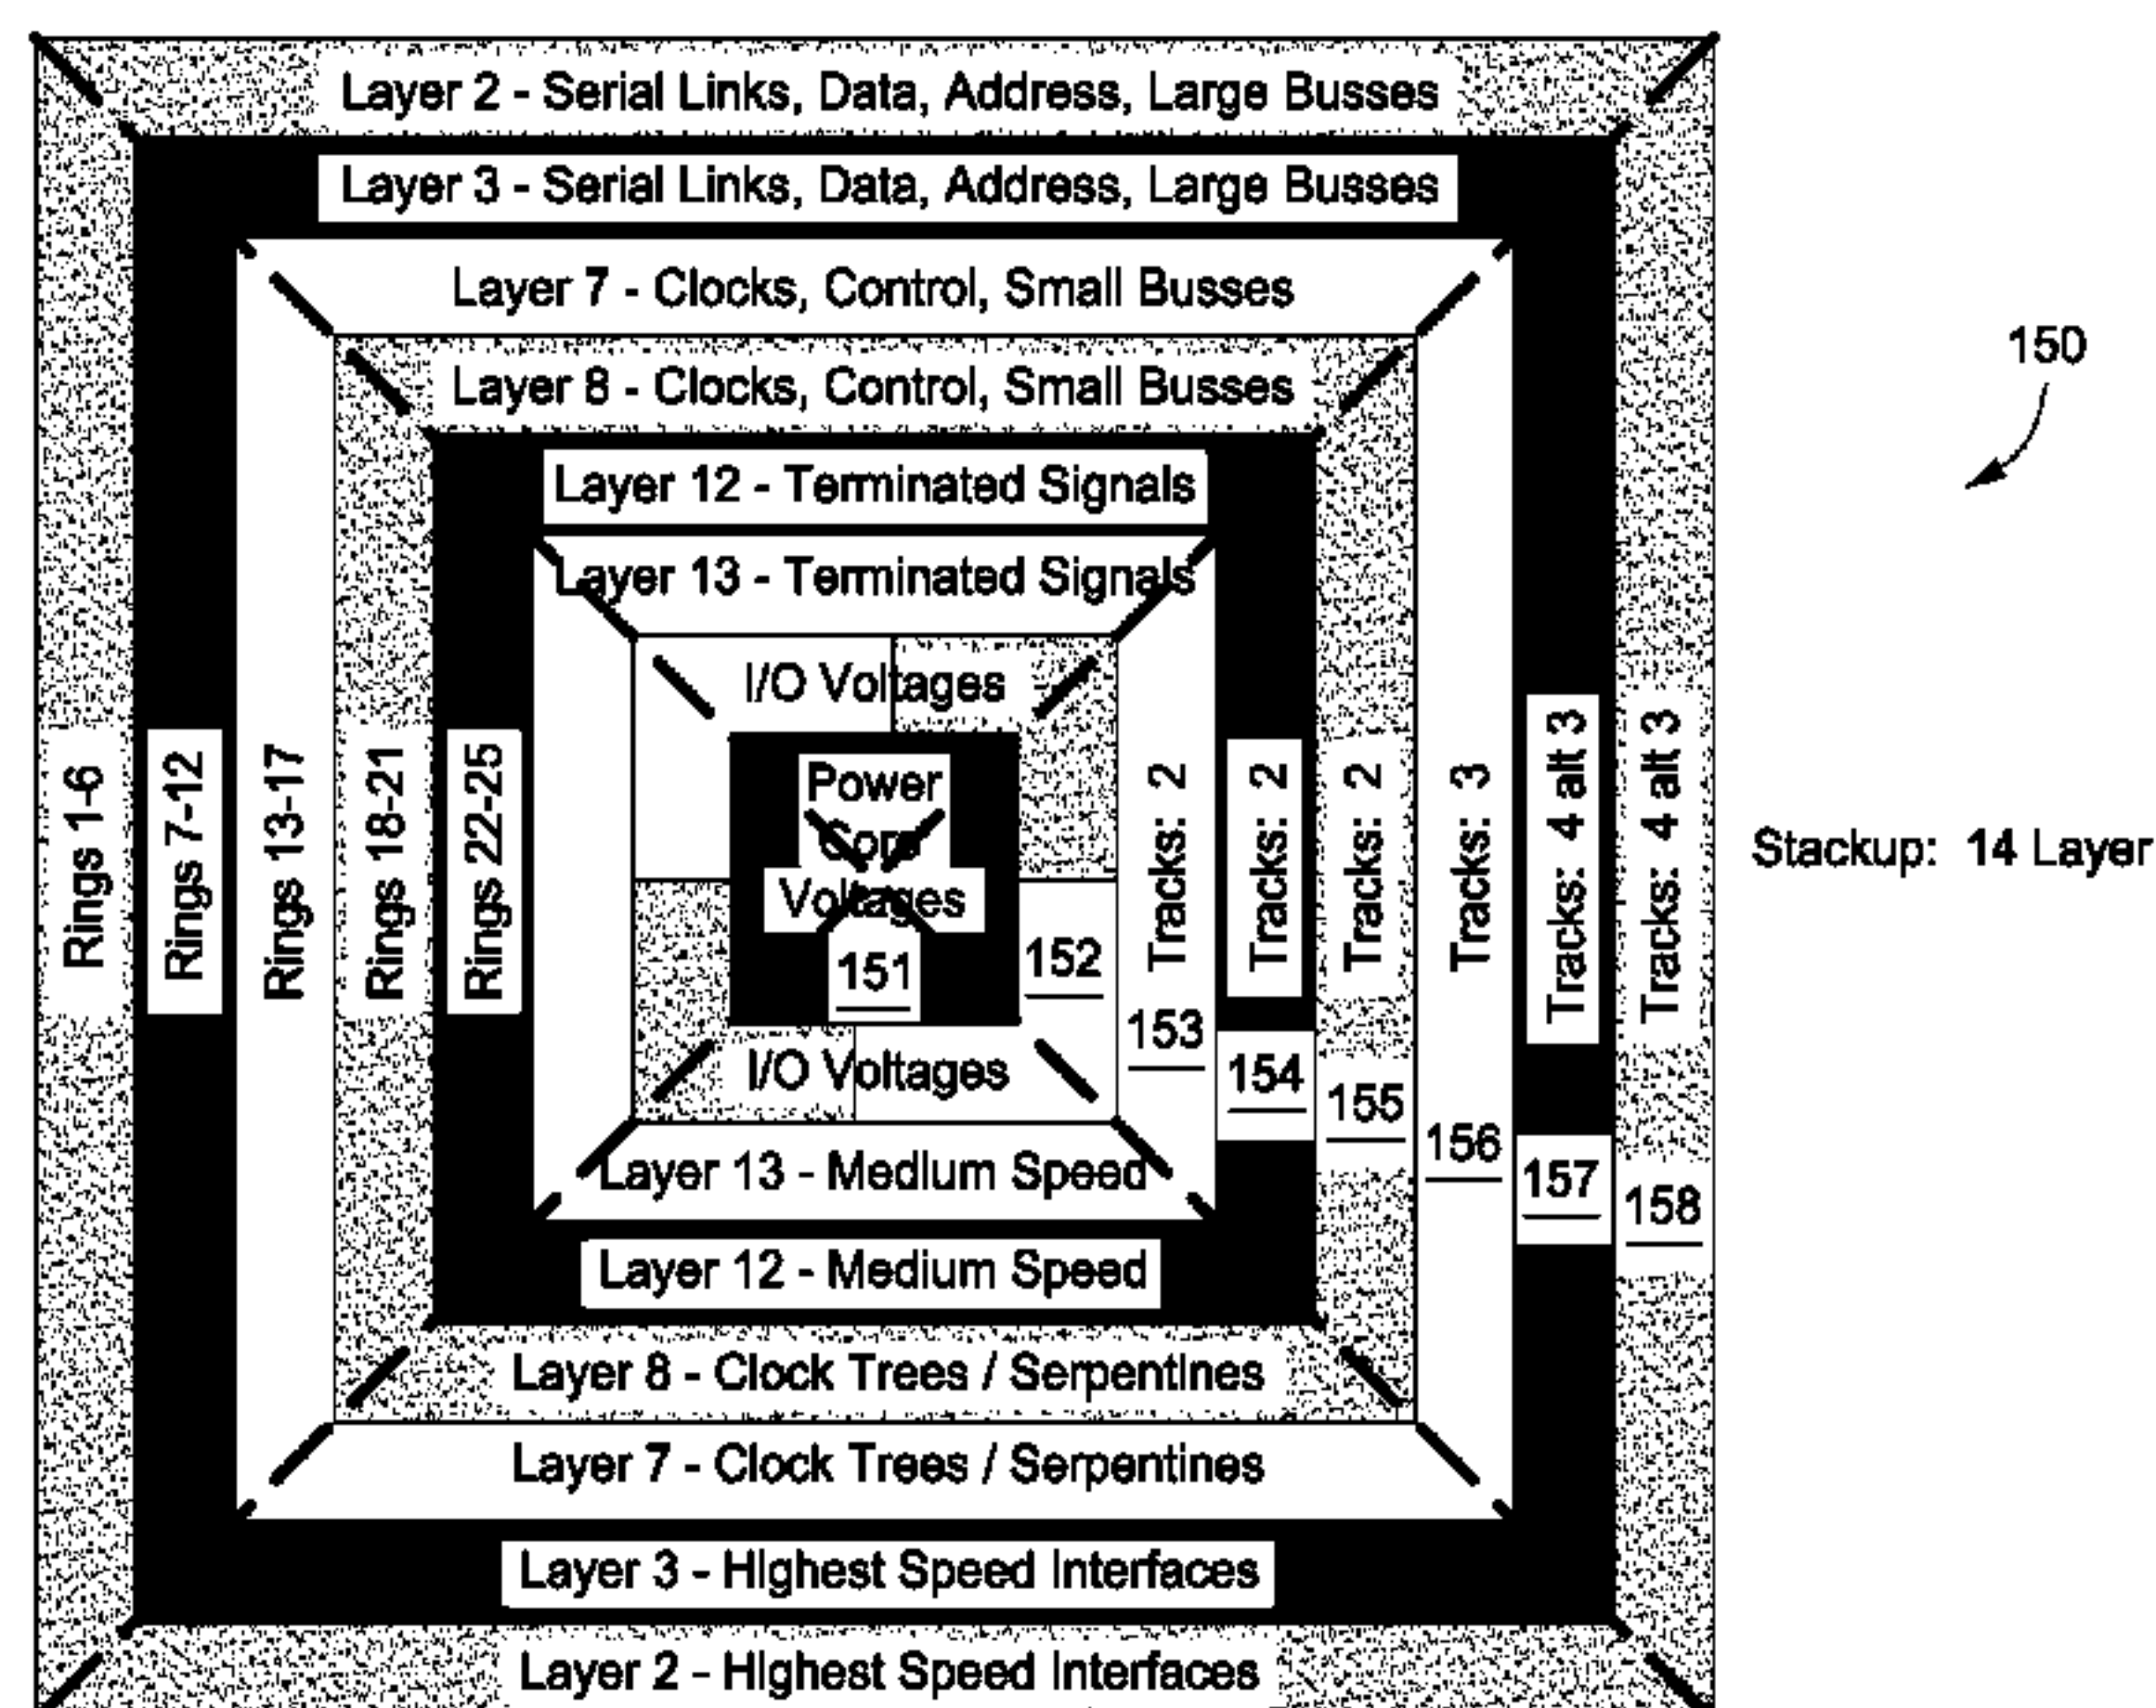 Layer 2 - Serial Links, Data, Address, Large Busses
Layer 3 - Serial Links, Data, Address, Large Busses
Layer 7 - Clocks, Control, Small Busses
Layer 8 - Clocks, Control, Small Busses
Layer 12 - Terminated Signals
Layer 13 - Terminated Signals
I/O Voltages
Power
Core
Voltages
151
I/O Voltages
Layer 13 - Medium Speed
Layer 12 - Medium Speed
Layer 8 - Clock Trees / Serpentines
Layer 7 - Clock Trees / Serpentines
Layer 3 - Highest Speed Interfaces
Layer 2 - Highest Speed Interfaces
Rings 1-6
Rings 7-12
Rings 13-17
Rings 18-21
Rings 22-25
152
Tracks: 2
153
Tracks: 2
154
Tracks: 2
155
Tracks: 3
156
Tracks: 4 alt 3
157
Tracks: 4 alt 3
158
150
Stackup: 14 Layer